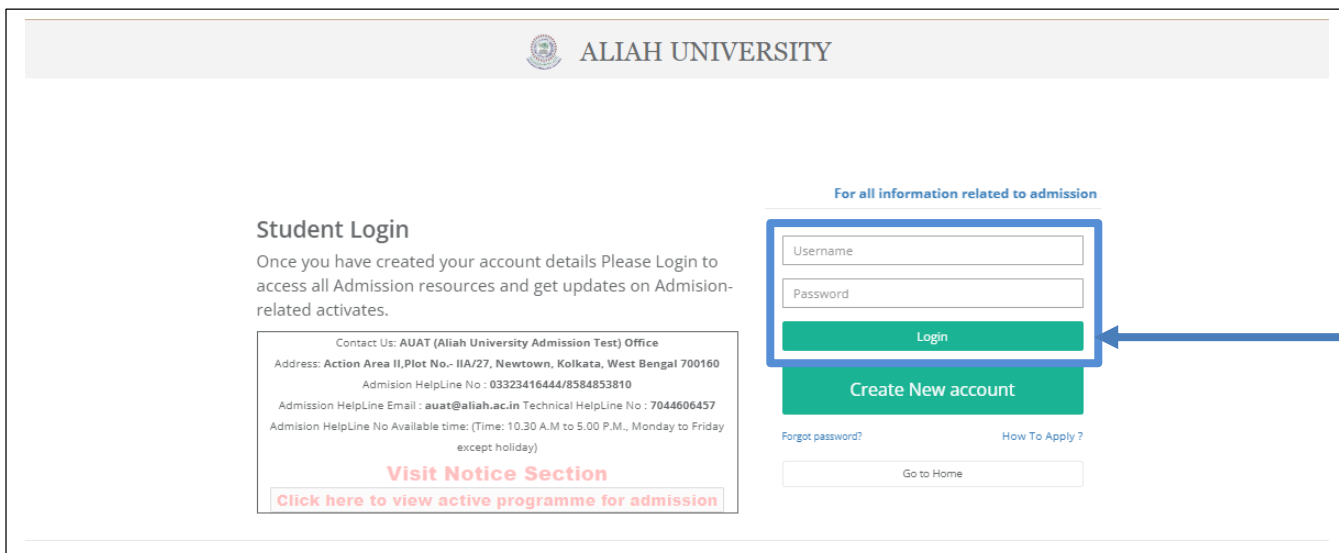 ALIAH UNIVERSITY
For all information related to admission
Student Login
Once you have created your account details Please Login to
access all Admission resources and get updates on Admision-
related activates.
Contact Us: AUAT (Aliah University Admission Test) Office
Address: Action Area II,Plot No.- IIA/27, Newtown, Kolkata, West Bengal 700160
Admision HelpLine No : 03323416444/8584853810
Admission HelpLine Email : auat@aliah.ac.in Technical HelpLine No : 7044606457
Admision HelpLine No Available time: (Time: 10.30 A.M to 5.00 P.M., Monday to Friday
except holiday)
Visit Notice Section
Click here to view active programme for admission
Username
Password
Login
Create New account
Forgot password? How To Apply ?
Go to Home